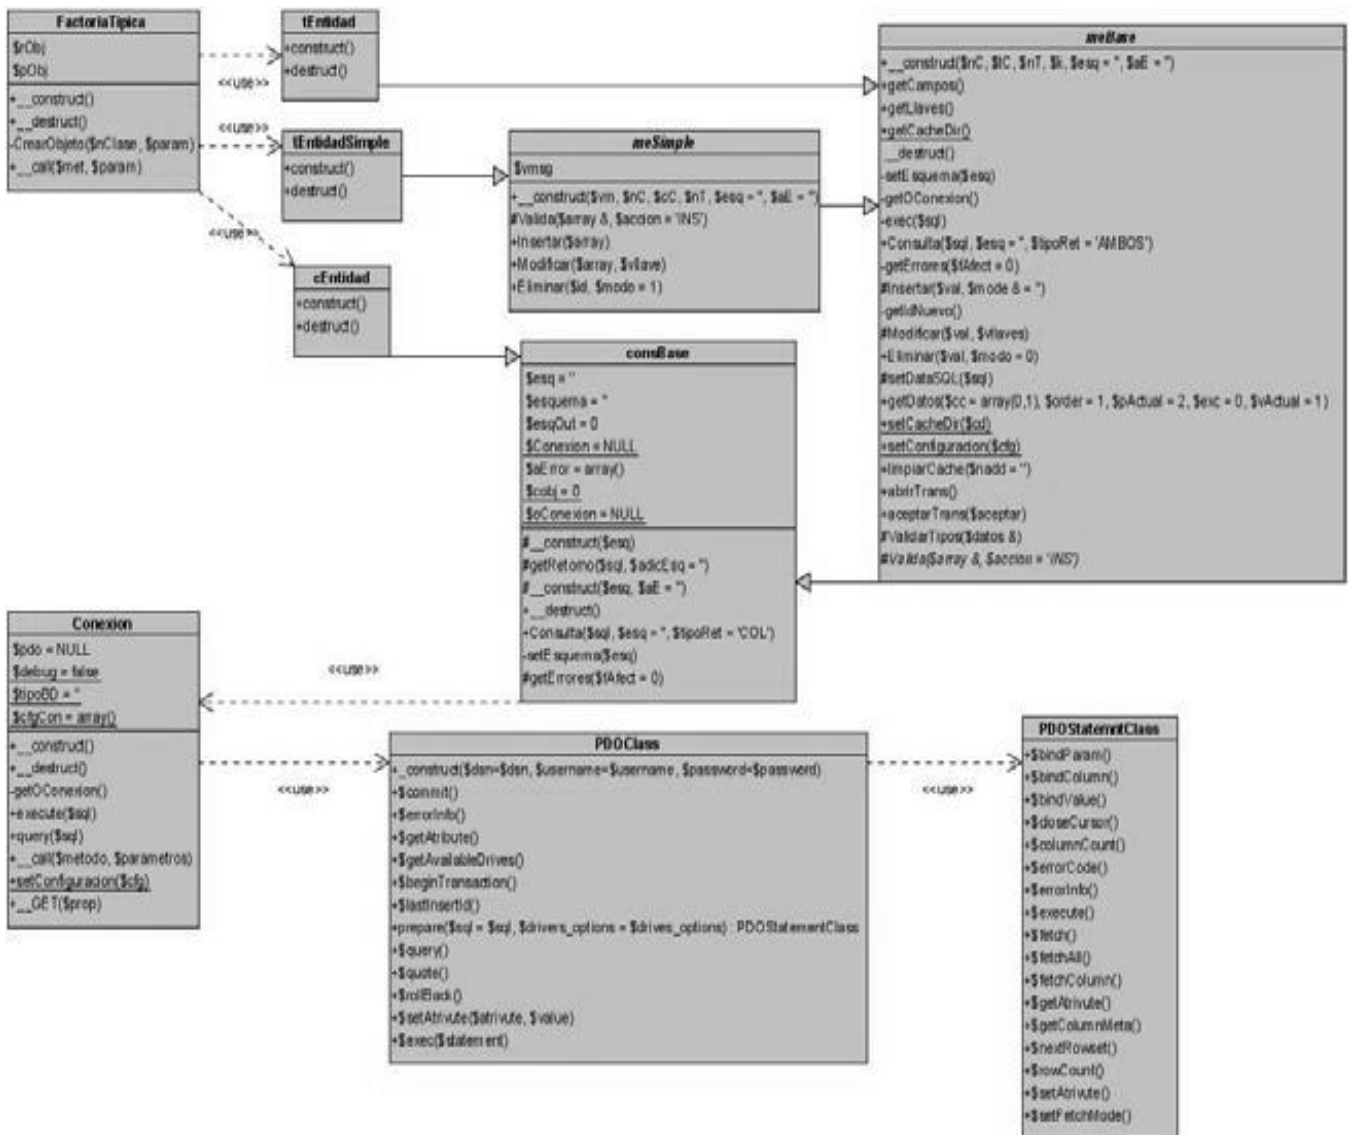 FactoriaTipica
$rObj
$pObj
+__construct()
+__destruct()
-CrearObjeto($nClase, $param)
+__call($met, $param)
<<use>>
<<use>>
<<use>>
tEntidad
+construct()
+destruct()
tEntidadSimple
+construct()
+destruct()
cEntidad
+construct()
+destruct()
meSimple
$vmsg
+__construct($vm, $nC, $cC, $nT, $esq = '', $aE = '')
#Valida($array &, $accion = 'INS')
+Insertar($array)
+Modificar($array, $vllave)
+Eliminar($id, $modo = 1)
meBase
+__construct($nC, $tC, $nT, $k, $esq = '', $aE = '')
+getCampos()
+getLlaves()
+getCacheDir()
__destruct()
-setEsquema($esq)
-getOConexion()
-exec($sql)
+Consulta($sql, $esq = '', $tipoRet = 'AMBOS')
-getErrores($fAfect = 0)
#Insertar($val, $mode & = '')
-getIdNuevo()
#Modificar($val, $vllaves)
+Eliminar($val, $modo = 0)
#setDataSQL($sql)
+getDatos($cc = array(0,1), $order = 1, $pActual = 2, $exc = 0, $vActual = 1)
+setCacheDir($cd)
+setConfiguracion($cfg)
+limpiarCache($nadd = '')
+abrirTrans()
+aceptarTrans($aceptar)
#ValidarTipos($datos &)
#Valida($array &, $accion = 'INS')
consBase
$esq = ''
$esquema = ''
$esqOut = 0
$Conexion = NULL
$aError = array()
$cobj = 0
$oConexion = NULL
#__construct($esq)
#getRetorno($sql, $adicEsq = '')
#__construct($esq, $aE = '')
+__destruct()
+Consulta($sql, $esq = '', $tipoRet = 'COL')
-setEsquema($esq)
#getErrores($fAfect = 0)
<<use>>
Conexion
$pdo = NULL
$debug = false
$tipoBD = ''
$cfgCon = array()
+__construct()
+__destruct()
-getOConexion()
+execute($sql)
+query($sql)
+__call($metodo, $parametros)
+setConfiguracion($cfg)
+__GET($prop)
<<use>>
PDOClass
+_construct($dsn=$dsn, $username=$username, $password=$password)
+$commit()
+$errorInfo()
+$getAtribute()
+$getAvailableDrives()
+$beginTransaction()
+$lastInsertId()
+prepare($sql = $sql, $drivers_options = $drives_options) : PDOStatementClass
+$query()
+$quote()
+$rollBack()
+$setAtrivute($atrivute, $value)
+$exec($statement)
<<use>>
PDOStatemntClass
+$bindParam()
+$bindColumn()
+$bindValue()
+$closeCursor()
+$columnCount()
+$errorCode()
+$errorInfo()
+$execute()
+$fetch()
+$fetchAll()
+$fetchColumn()
+$getAtrivute()
+$getColumnMeta()
+$nextRowset()
+$rowCount()
+$setAtrivute()
+$setFetchMode()